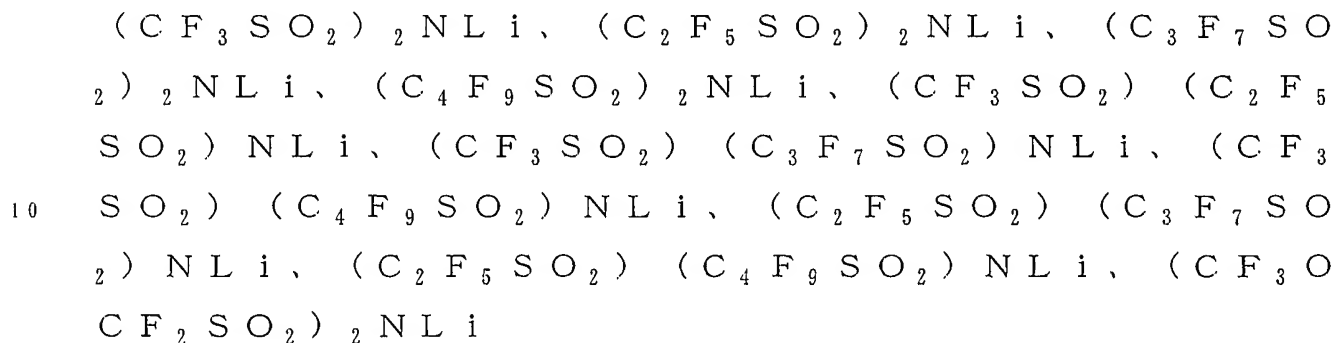 (CF₃SO₂)₂NLi、(C₂F₅SO₂)₂NLi、(C₃F₇SO
₂)₂NLi、(C₄F₉SO₂)₂NLi、(CF₃SO₂)(C₂F₅
SO₂)NLi、(CF₃SO₂)(C₃F₇SO₂)NLi、(CF₃
10 SO₂)(C₄F₉SO₂)NLi、(C₂F₅SO₂)(C₃F₇SO
₂)NLi、(C₂F₅SO₂)(C₄F₉SO₂)NLi、(CF₃O
CF₂SO₂)₂NLi